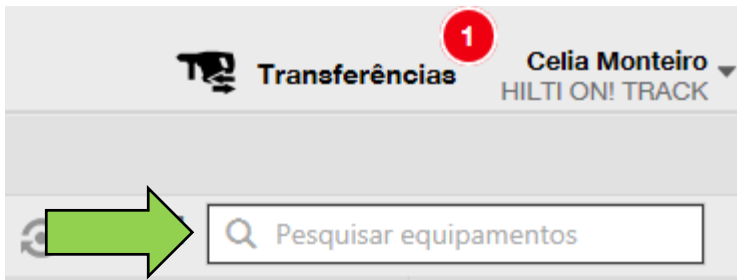 1
Transferências
Celia Monteiro
HILTI ON! TRACK
Pesquisar equipamentos